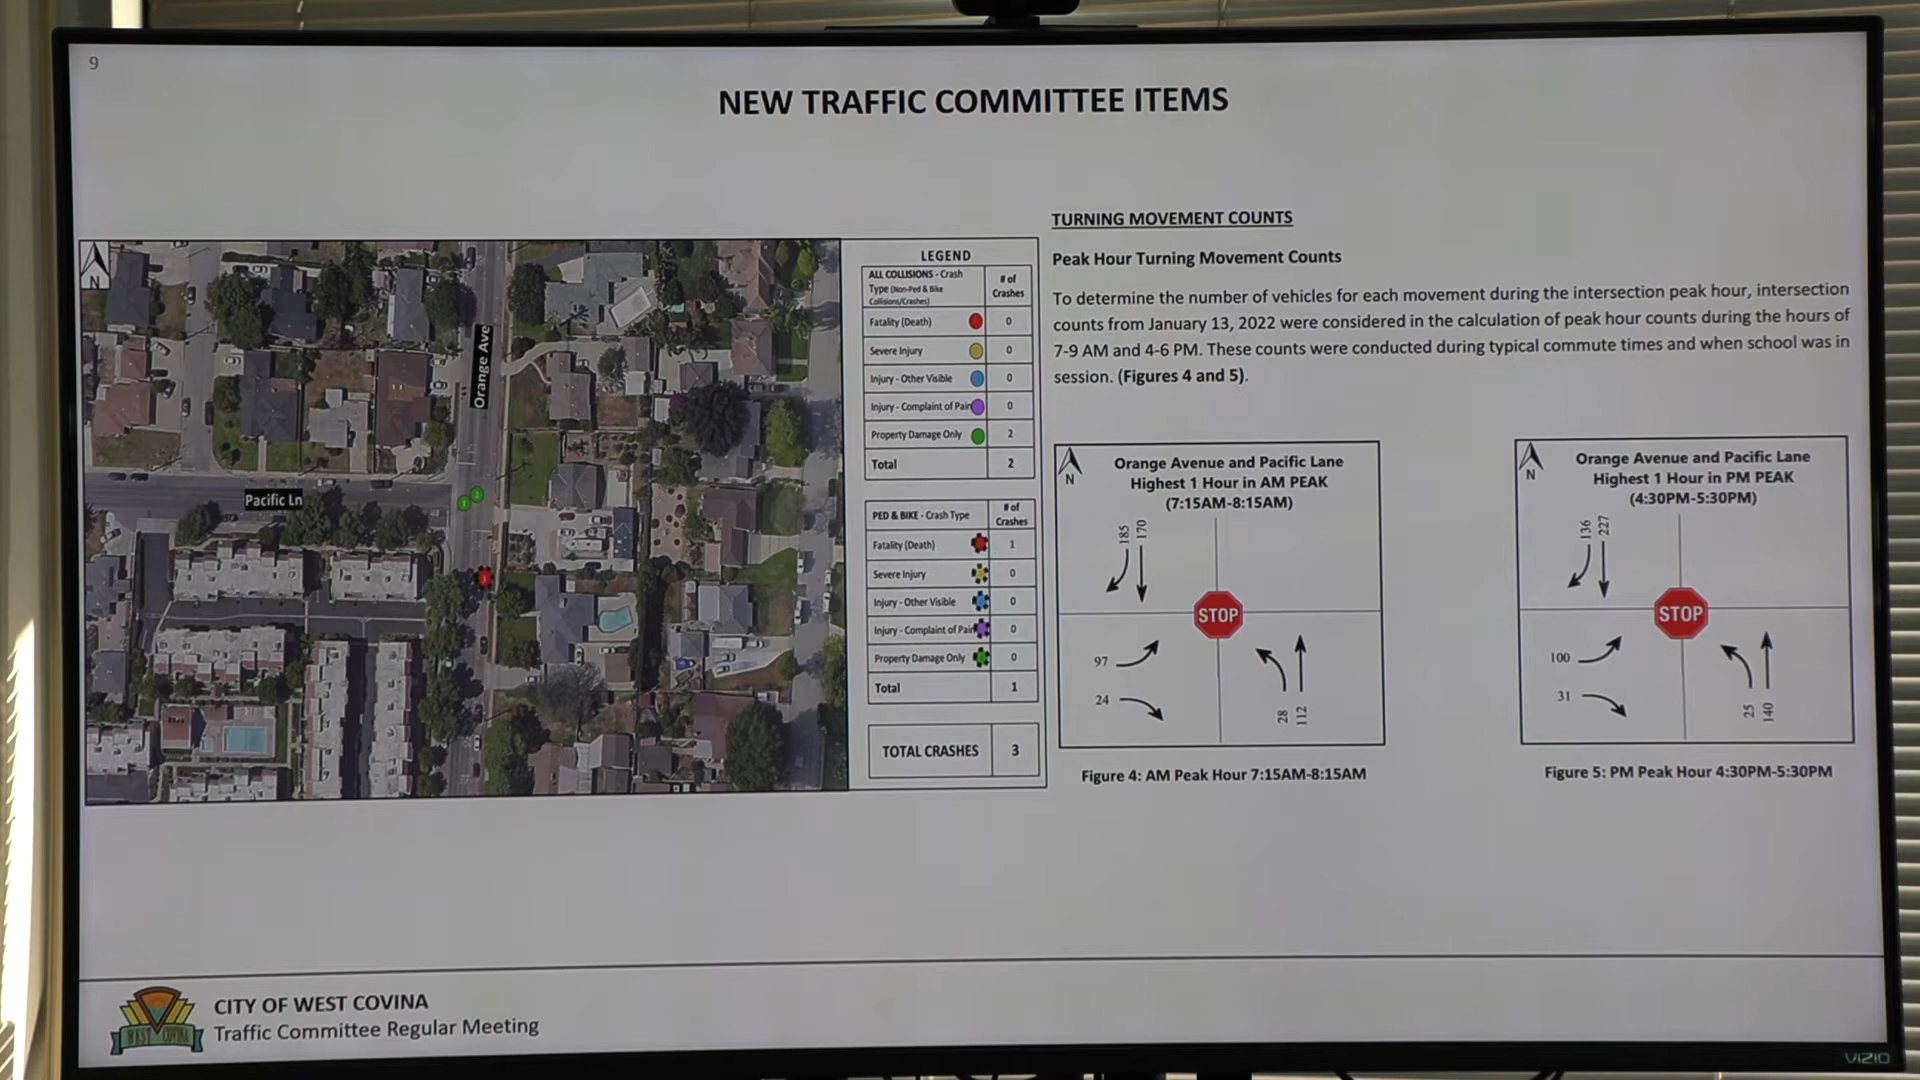 9
NEW TRAFFIC COMMITTEE ITEMS
N
Orange Ave
Pacific Ln
LEGEND
ALL COLLISIONS - Crash
Type (Non-Ped & Bike
Collisions/Crashes)
# of
Crashes
Fatality (Death) 0
Severe Injury 0
Injury - Other Visible 0
Injury - Complaint of Pain 0
Property Damage Only 2
Total 2
PED & BIKE - Crash Type
# of
Crashes
Fatality (Death) 1
Severe Injury 0
Injury - Other Visible 0
Injury - Complaint of Pain 0
Property Damage Only 0
Total 1
TOTAL CRASHES 3
TURNING MOVEMENT COUNTS
Peak Hour Turning Movement Counts
To determine the number of vehicles for each movement during the intersection peak hour, intersection
counts from January 13, 2022 were considered in the calculation of peak hour counts during the hours of
7-9 AM and 4-6 PM. These counts were conducted during typical commute times and when school was in
session. (Figures 4 and 5).
N
Orange Avenue and Pacific Lane
Highest 1 Hour in AM PEAK
(7:15AM-8:15AM)
185
170
STOP
97
24
28
112
Figure 4: AM Peak Hour 7:15AM-8:15AM
N
Orange Avenue and Pacific Lane
Highest 1 Hour in PM PEAK
(4:30PM-5:30PM)
136
227
STOP
100
31
25
140
Figure 5: PM Peak Hour 4:30PM-5:30PM
WEST COVINA
CITY OF WEST COVINA
Traffic Committee Regular Meeting
VIZIO